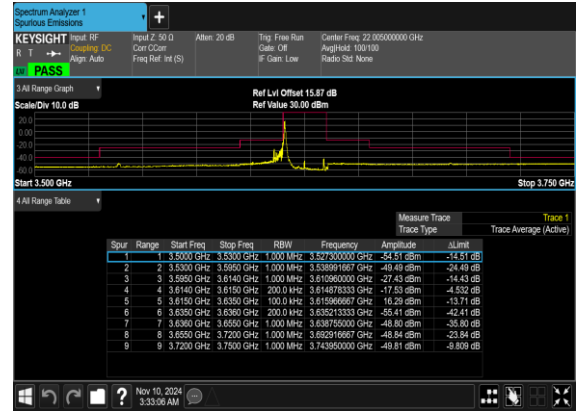 Spectrum Analyzer 1
Spurious Emissions
+
KEYSIGHT Input: RF Input Z: 50 Ω Atten: 20 dB Trig: Free Run Center Freq: 22.005000000 GHz
R T Coupling: DC Corr CCorr Gate: Off Avg|Hold: 100/100
Align: Auto Freq Ref: Int (S) IF Gain: Low Radio Std: None
PASS
3 All Range Graph
Ref Lvl Offset 15.87 dB
Scale/Div 10.0 dB Ref Value 30.00 dBm
20.0
0.00
-20.0
-40.0
-60.0
Start 3.500 GHz Stop 3.750 GHz
4 All Range Table
Measure Trace Trace 1
Trace Type Trace Average (Active)
Spur Range Start Freq Stop Freq RBW Frequency Amplitude ΔLimit
1 1 3.5000 GHz 3.5300 GHz 1.000 MHz 3.527300000 GHz -54.51 dBm -14.51 dB
2 2 3.5300 GHz 3.5950 GHz 1.000 MHz 3.538991667 GHz -49.49 dBm -24.49 dB
3 3 3.5950 GHz 3.6140 GHz 1.000 MHz 3.610960000 GHz -27.43 dBm -14.43 dB
4 4 3.6140 GHz 3.6150 GHz 200.0 kHz 3.614878333 GHz -17.53 dBm -4.532 dB
5 5 3.6150 GHz 3.6350 GHz 100.0 kHz 3.615966667 GHz 16.29 dBm -13.71 dB
6 6 3.6350 GHz 3.6360 GHz 200.0 kHz 3.635213333 GHz -55.41 dBm -42.41 dB
7 7 3.6360 GHz 3.6550 GHz 1.000 MHz 3.638755000 GHz -48.80 dBm -35.80 dB
8 8 3.6550 GHz 3.7200 GHz 1.000 MHz 3.692916667 GHz -48.84 dBm -23.84 dB
9 9 3.7200 GHz 3.7500 GHz 1.000 MHz 3.743950000 GHz -49.81 dBm -9.809 dB
? Nov 10, 2024
3:33:06 AM